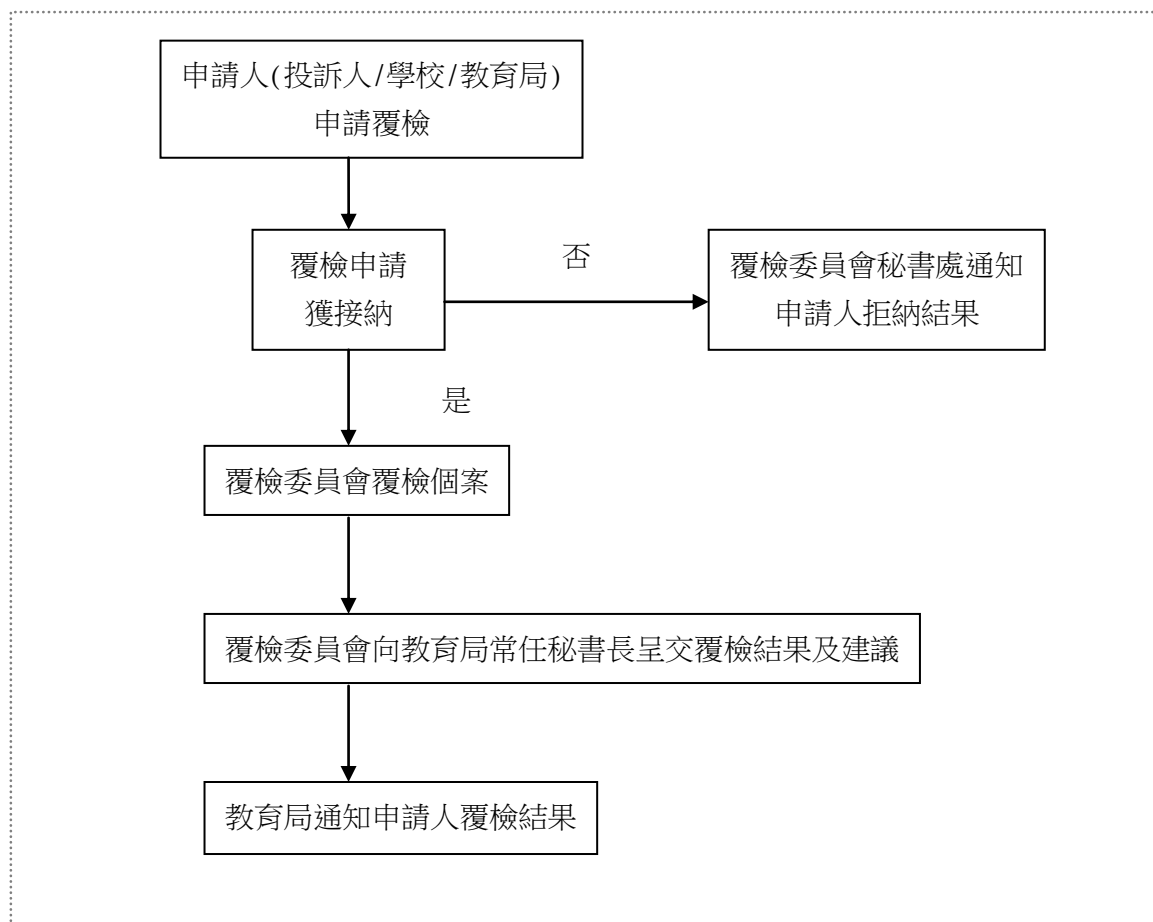 申請人(投訴人/學校/教育局)
申請覆檢
覆檢申請
獲接納
否
覆檢委員會秘書處通知
申請人拒納結果
是
覆檢委員會覆檢個案
覆檢委員會向教育局常任秘書長呈交覆檢結果及建議
教育局通知申請人覆檢結果